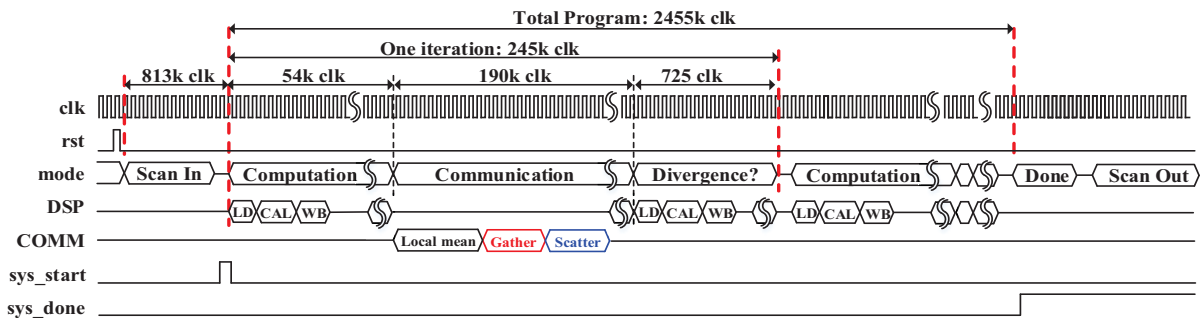 Total Program: 2455k clk
One iteration: 245k clk
813k clk 54k clk 190k clk 725 clk
clk
rst
mode Scan In Computation Communication Divergence? Computation Done Scan Out
DSP LD CAL WB LD CAL WB LD CAL WB
COMM Local mean Gather Scatter
sys_start
sys_done